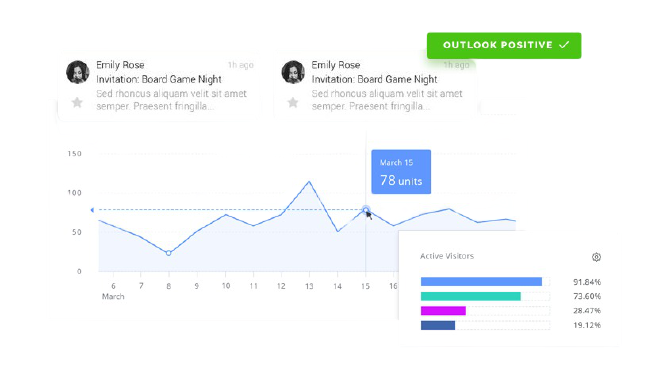 OUTLOOK POSITIVE
Emily Rose 1h ago
Invitation: Board Game Night
Sed rhoncus aliquam velit sit amet
semper. Praesent fringilla...
Emily Rose 1h ago
Invitation: Board Game Night
Sed rhoncus aliquam velit sit amet
semper. Praesent fringilla...
150
100
50
0
March 15
78 units
6 7 8 9 10 11 12 13 14 15 16
March
Active Visitors
91.84%
73.60%
28.47%
19.12%